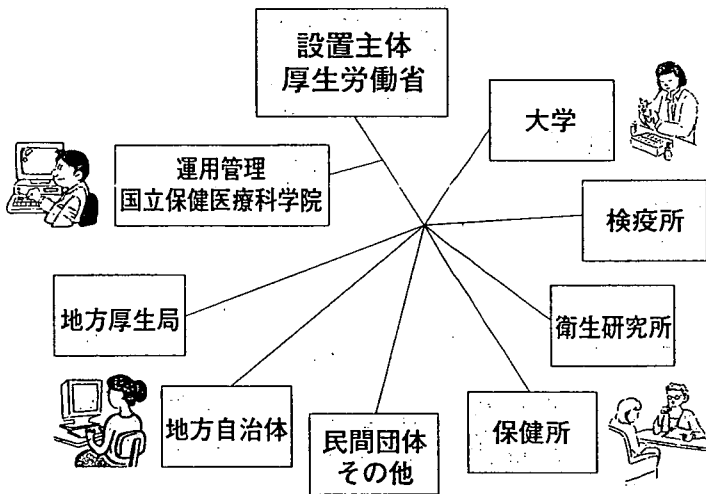 設置主体
厚生労働省
大学
運用管理
国立保健医療科学院
検疫所
地方厚生局
衛生研究所
地方自治体
民間団体
その他
保健所